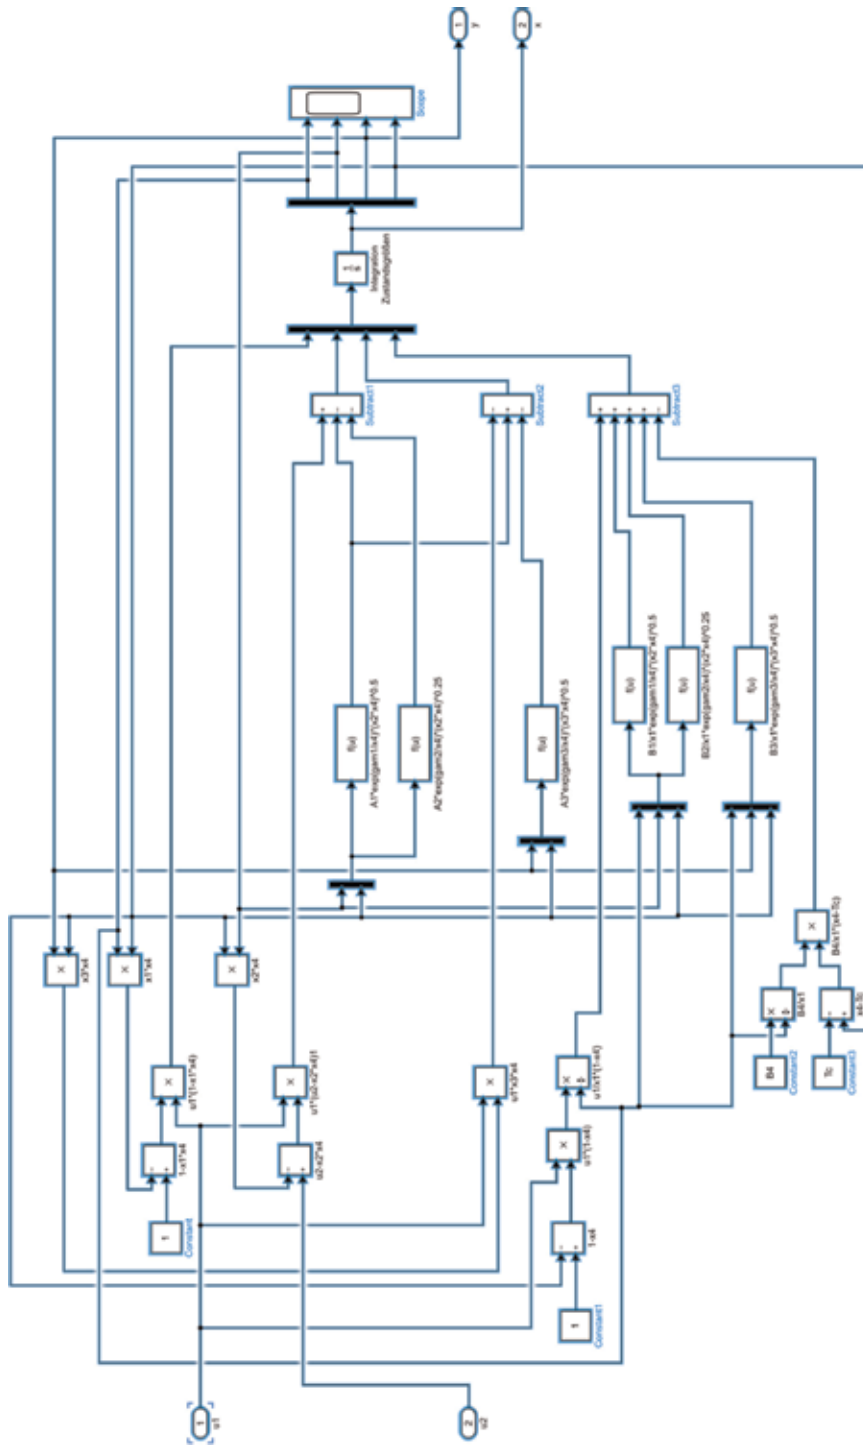 1
u1
2
u2
1
Constant
-
+
1-x1*x4
×
u1*(1-x1*x4)
×
x3*x4
×
x1*x4
×
x2*x4
-
+
u2-x2*x4
×
u1*(u2-x2*x4)1
×
u1*x3*x4
1
Constant1
-
+
1-x4
×
u1*(1-x4)
×
÷
u1/x1*(1-x4)
B4
Constant2
×
÷
B4/x1
Tc
Constant3
-
+
x4-Tc
×
B4/x1*(x4-Tc)
f(u)
A1*exp(gam1/x4)*(x2*x4)^0.5
f(u)
A2*exp(gam2/x4)*(x2*x4)^0.25
f(u)
A3*exp(gam3/x4)*(x3*x4)^0.5
f(u)
B1/x1*exp(gam1/x4)*(x2*x4)^0.5
f(u)
B2/x1*exp(gam2/x4)*(x2*x4)^0.25
f(u)
B3/x1*exp(gam3/x4)*(x3*x4)^0.5
+
-
-
Subtract1
-
+
-
Subtract2
+
+
+
+
-
Subtract3
1
s
Integration
Zustandsgrößen
Scope
1
y
2
x